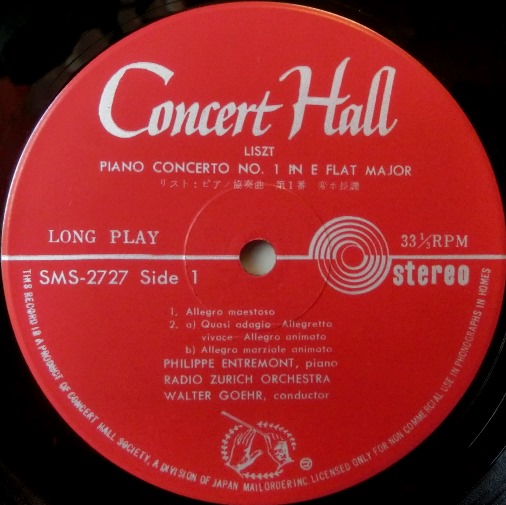 Concert Hall
LISZT
PIANO CONCERTO NO. 1 IN E FLAT MAJOR
リスト：ピアノ協奏曲 第1番 変ホ長調
LONG PLAY
33 1/3 RPM
SMS-2727 Side 1
stereo
1. Allegro maestoso
2. a) Quasi adagio Allegretto
vivace Allegro animato
b) Allegro marziale animato
PHILIPPE ENTREMONT, piano
RADIO ZURICH ORCHESTRA
WALTER GOEHR, conductor
THIS RECORD IS A PRODUCT OF CONCERT HALL SOCIETY, A DIVISION OF JAPAN MAILORDER INC. LICENSED ONLY FOR NON COMMERCIAL USE IN PHONOGRAPHS IN HOMES